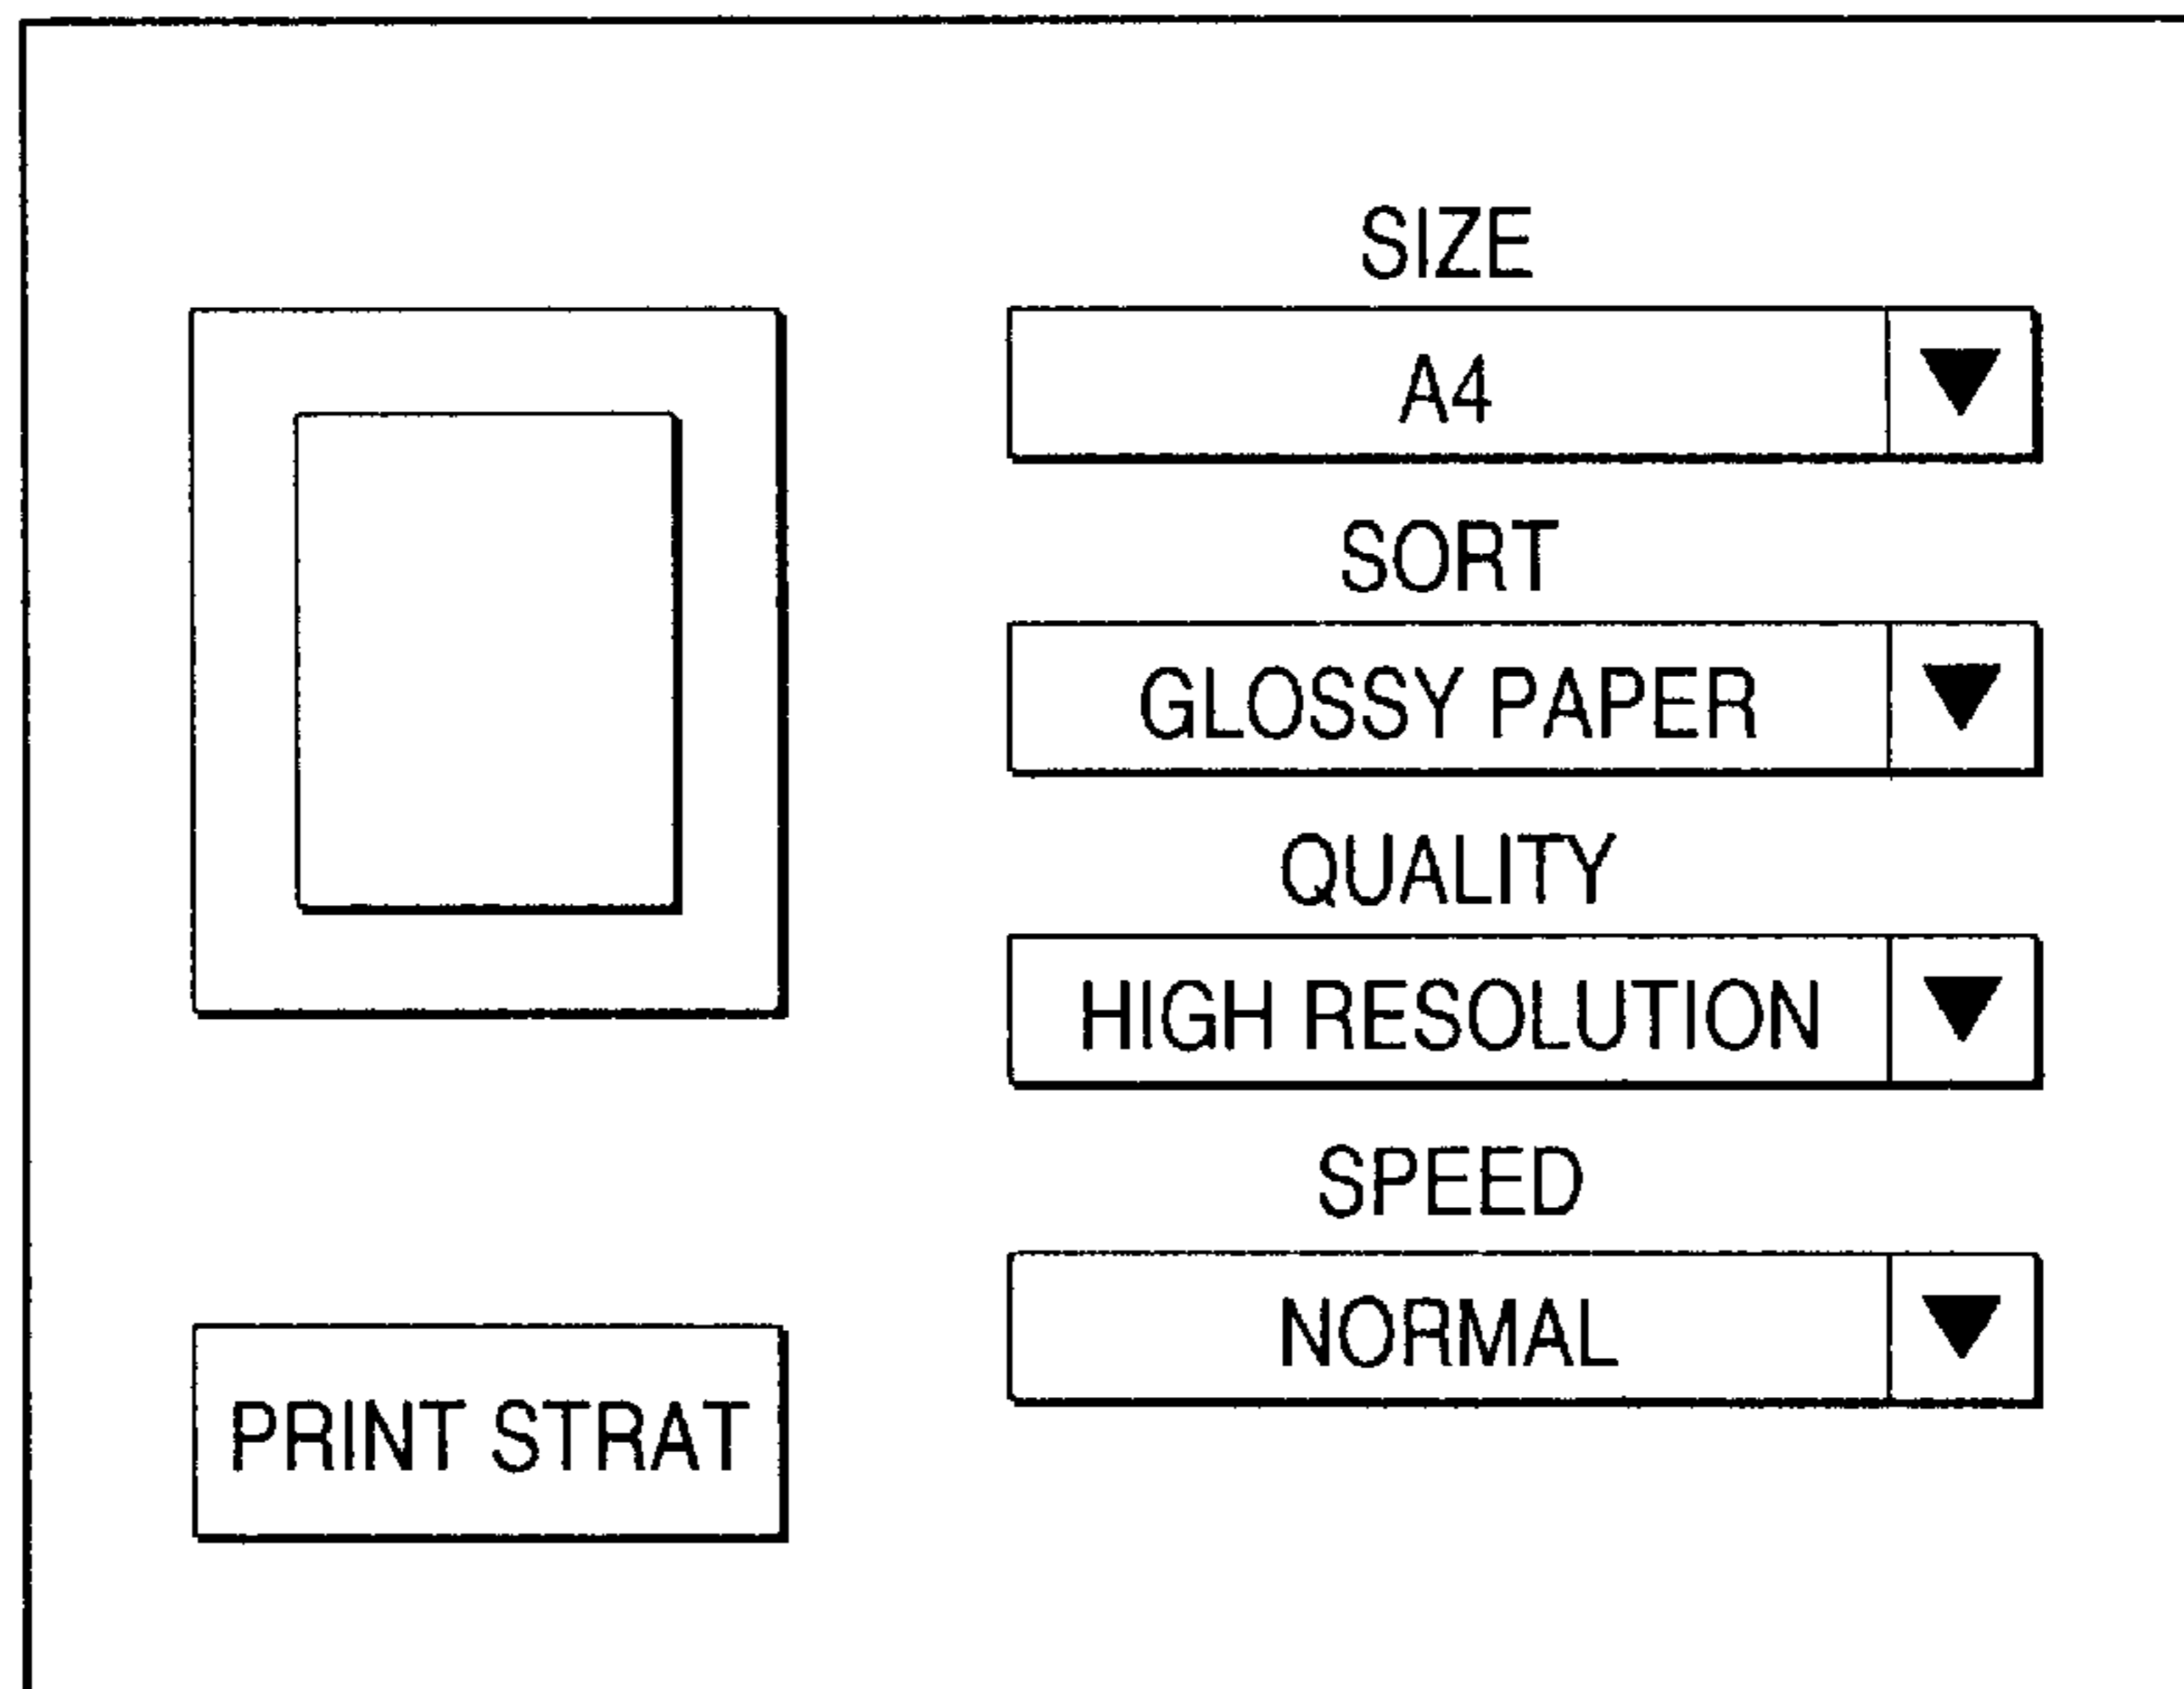 SIZE
A4
SORT
GLOSSY PAPER
QUALITY
HIGH RESOLUTION
SPEED
NORMAL
PRINT STRAT